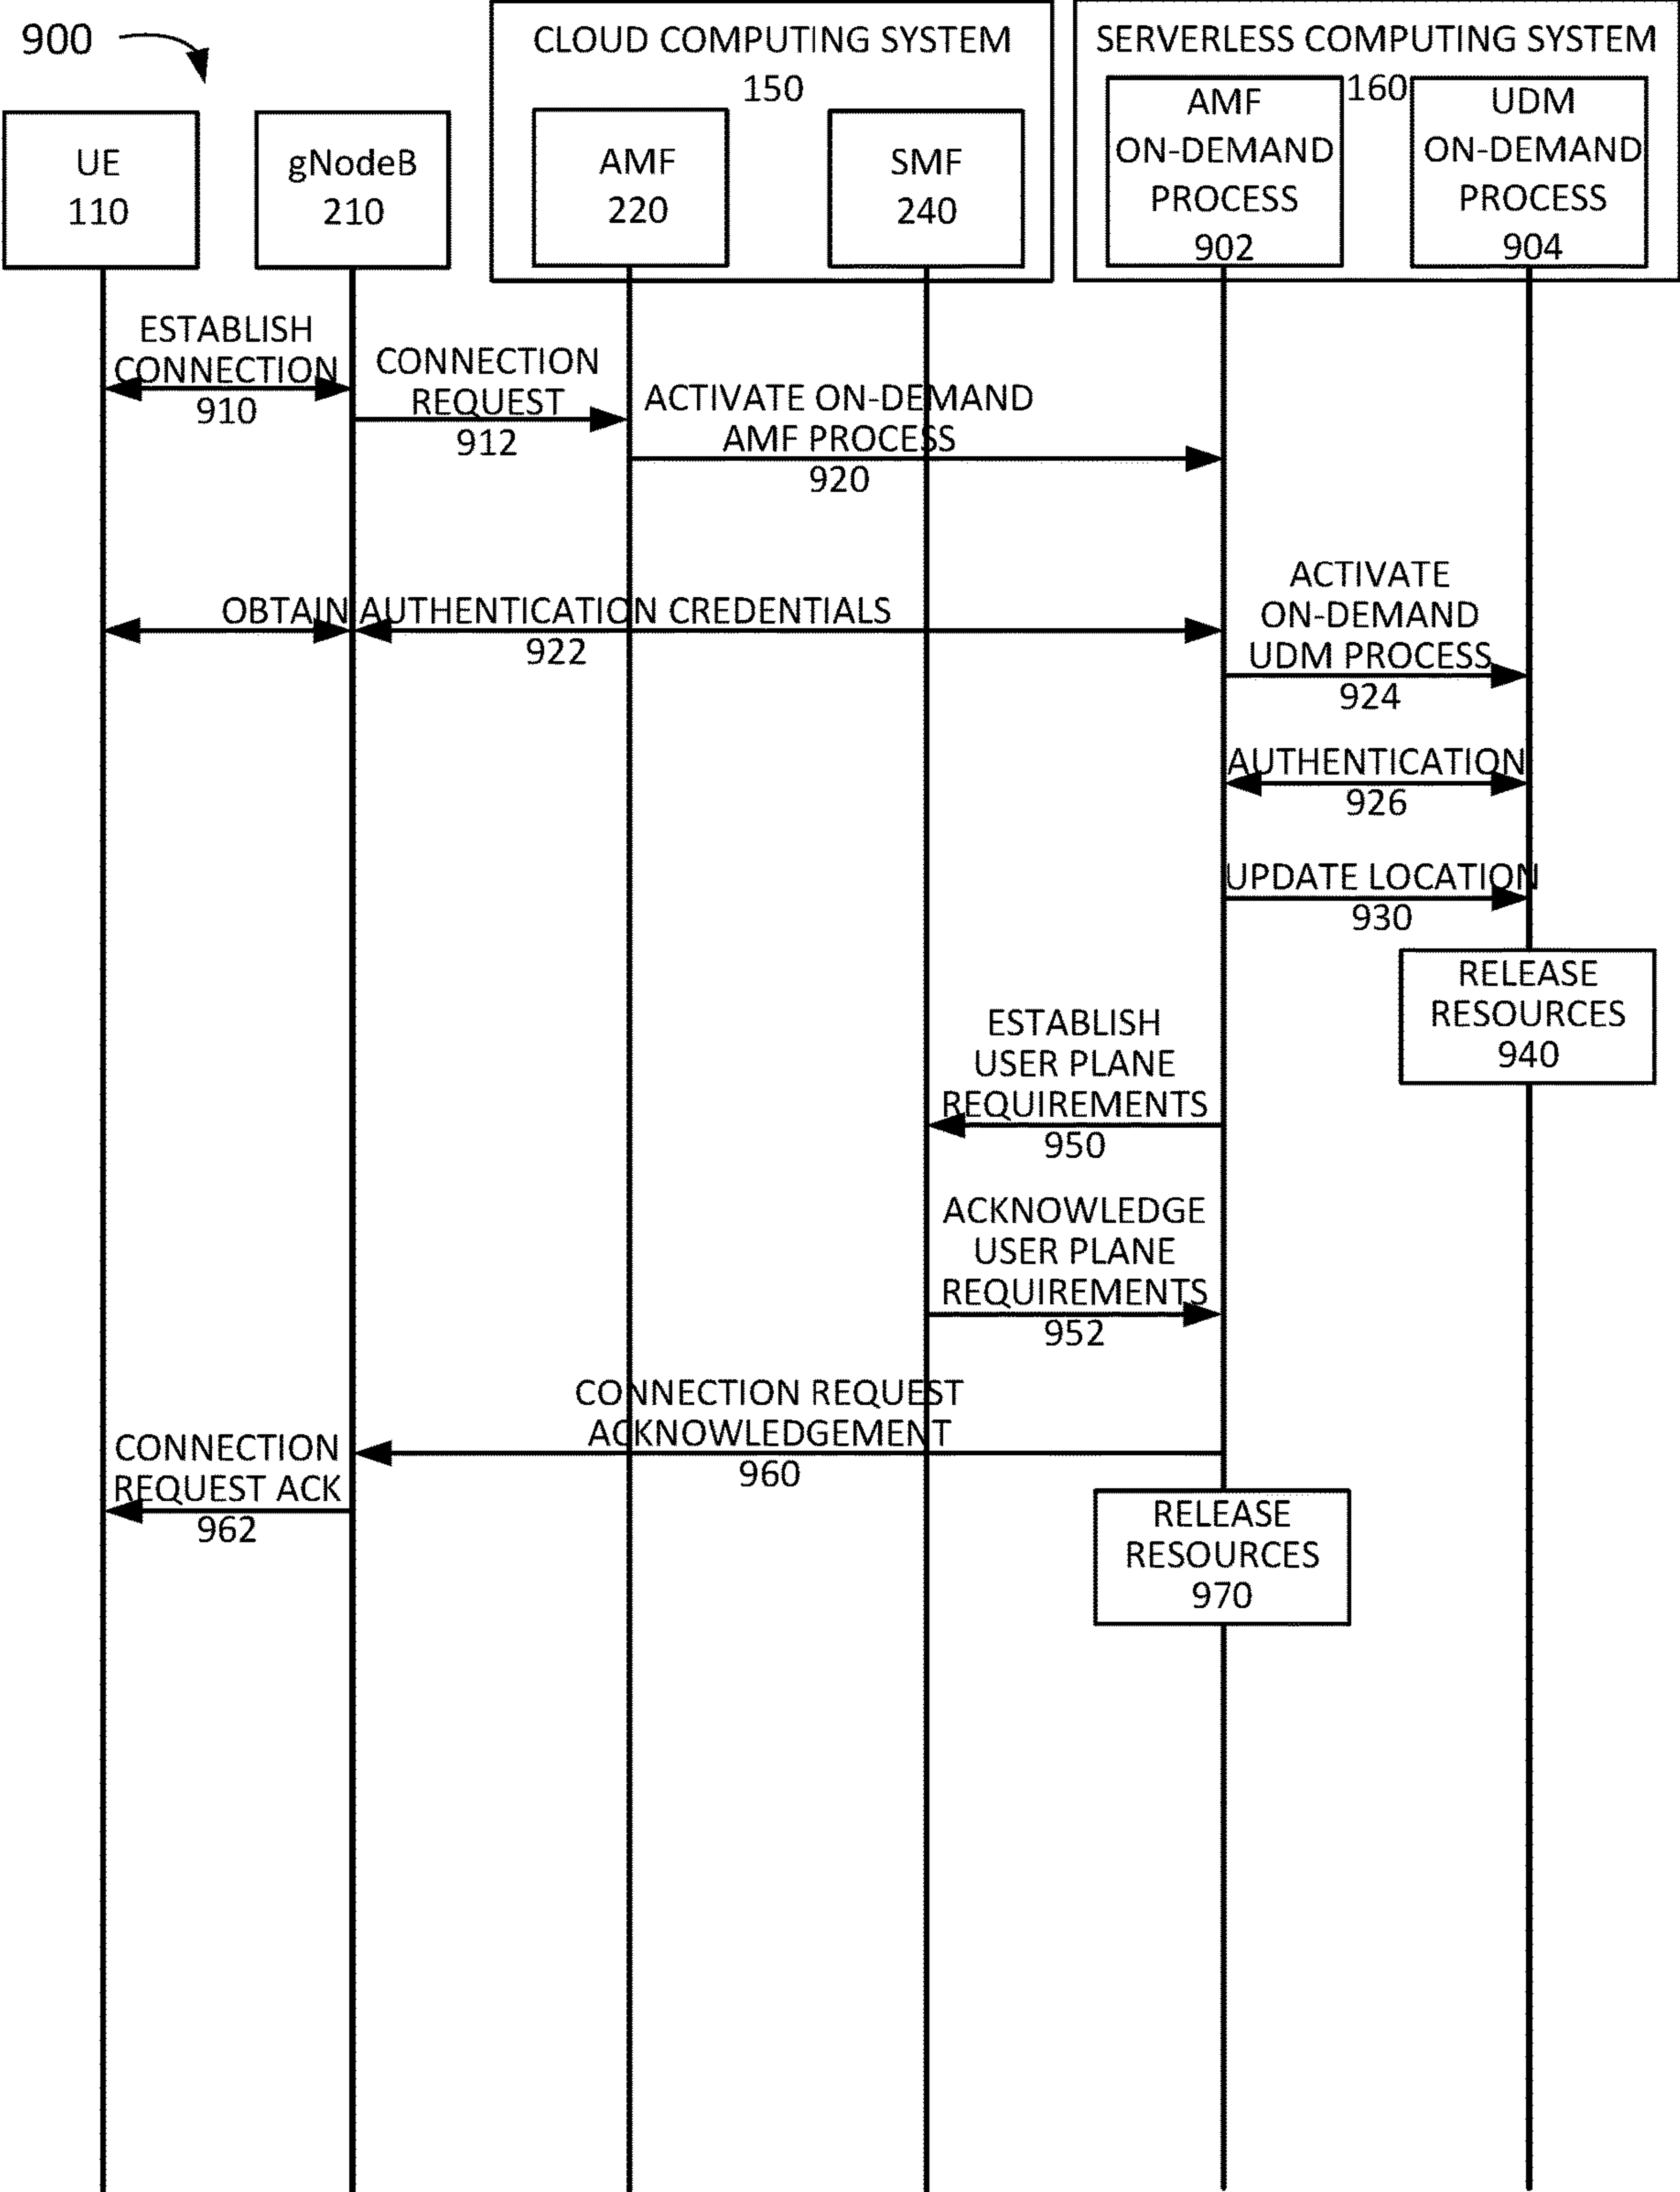 900
CLOUD COMPUTING SYSTEM
150
SERVERLESS COMPUTING SYSTEM
160
UE
110
gNodeB
210
AMF
220
SMF
240
AMF
ON-DEMAND
PROCESS
902
UDM
ON-DEMAND
PROCESS
904
ESTABLISH
CONNECTION
910
CONNECTION
REQUEST
912
ACTIVATE ON-DEMAND
AMF PROCESS
920
OBTAIN AUTHENTICATION CREDENTIALS
922
ACTIVATE
ON-DEMAND
UDM PROCESS
924
AUTHENTICATION
926
UPDATE LOCATION
930
RELEASE
RESOURCES
940
ESTABLISH
USER PLANE
REQUIREMENTS
950
ACKNOWLEDGE
USER PLANE
REQUIREMENTS
952
CONNECTION REQUEST
ACKNOWLEDGEMENT
960
CONNECTION
REQUEST ACK
962
RELEASE
RESOURCES
970